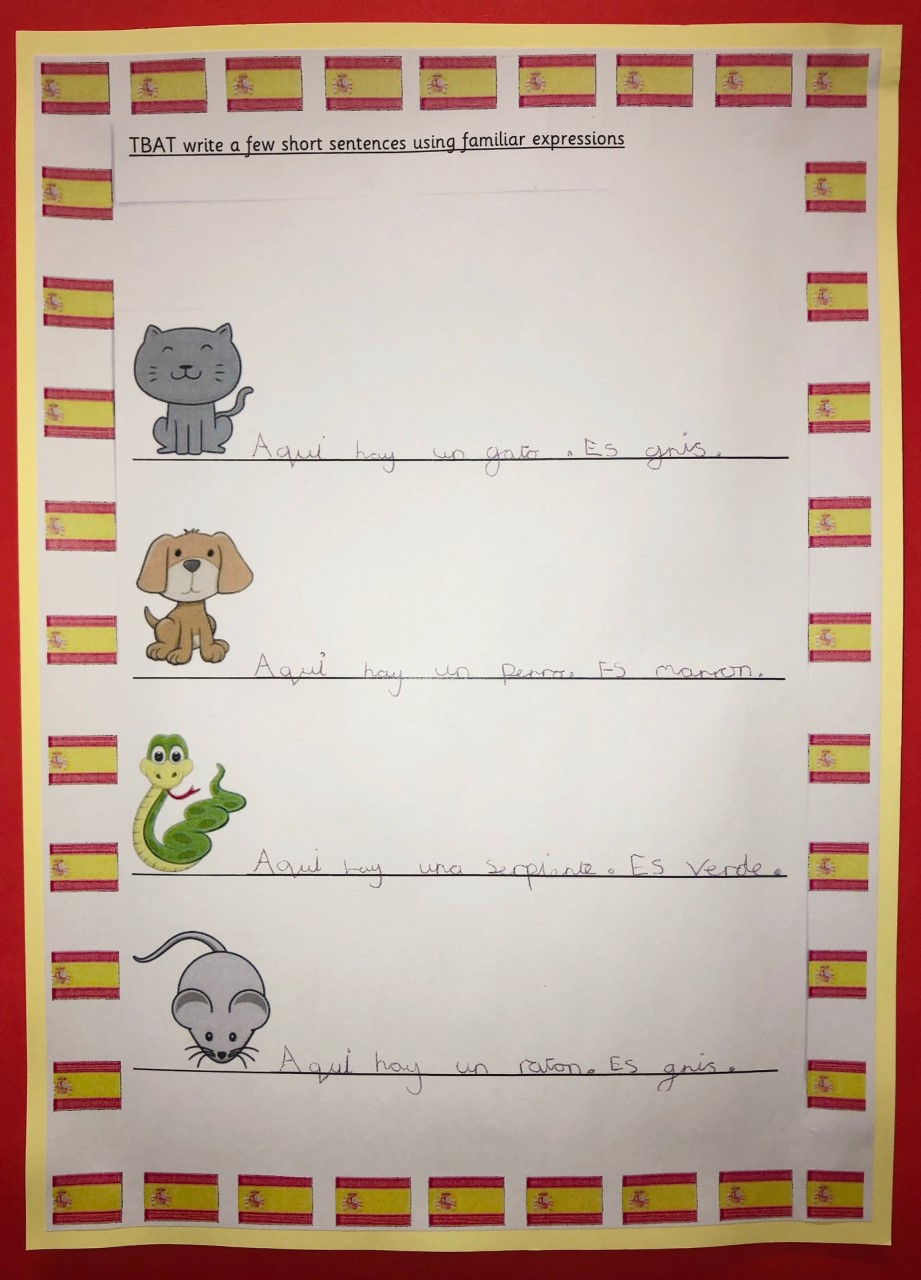 TBAT write a few short sentences using familiar expressions
Aqui hay un gato. Es gris.
Aqui hay un perro. Es marron.
Aqui hay una serpiente. Es verde.
Aqui hay un raton. Es gris.